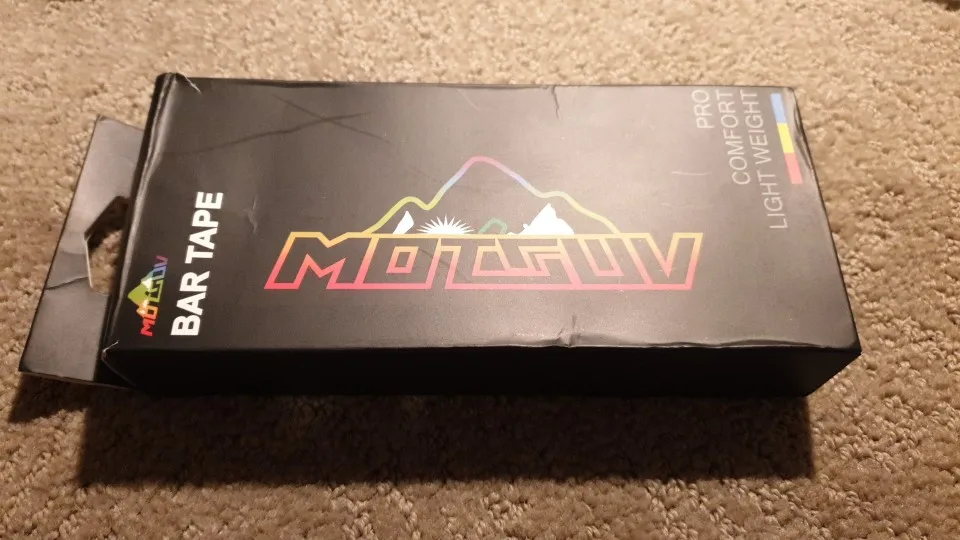 MOTSUV
PRO
COMFORT
LIGHT WEIGHT
MOTSUV
BAR TAPE